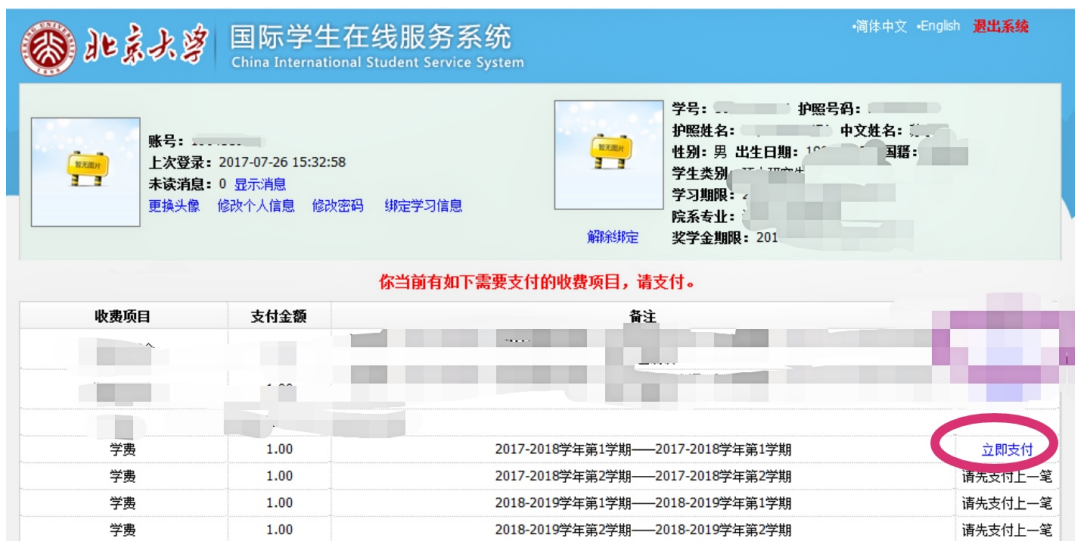 北京大学 国际学生在线服务系统
China International Student Service System
•简体中文 •English 退出系统
暂无图片
账号：
上次登录：2017-07-26 15:32:58
未读消息：0 显示消息
更换头像 修改个人信息 修改密码 绑定学习信息
暂无图片
解除绑定
学号： 护照号码：
护照姓名： 中文姓名：
性别：男 出生日期： 国籍：
学生类别
学习期限：
院系专业：
奖学金期限：201
你当前有如下需要支付的收费项目，请支付。
收费项目 支付金额 备注
学费 1.00 2017-2018学年第1学期——2017-2018学年第1学期 立即支付
学费 1.00 2017-2018学年第2学期——2017-2018学年第2学期 请先支付上一笔
学费 1.00 2018-2019学年第1学期——2018-2019学年第1学期 请先支付上一笔
学费 1.00 2018-2019学年第2学期——2018-2019学年第2学期 请先支付上一笔